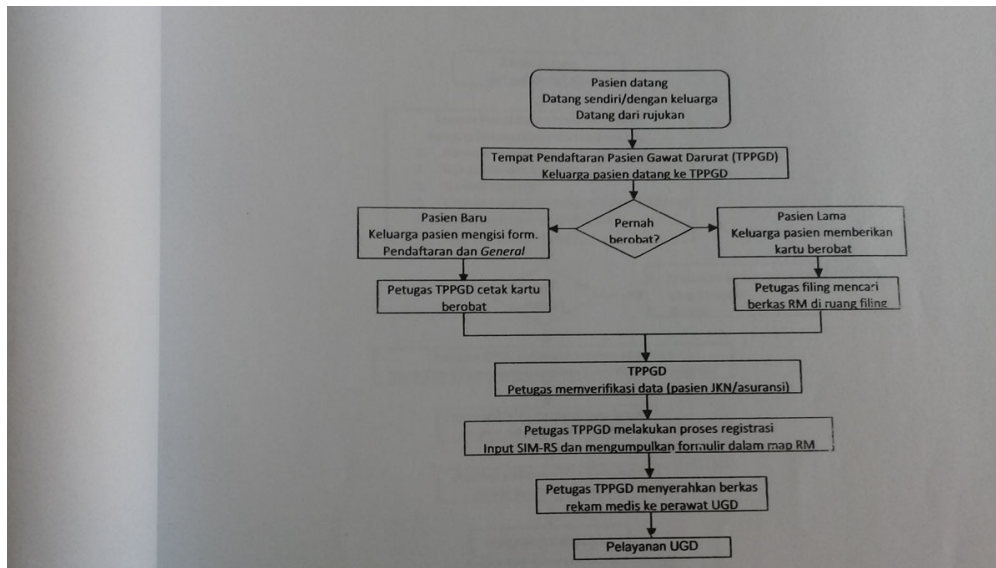 Pasien datang
Datang sendiri/dengan keluarga
Datang dari rujukan
Tempat Pendaftaran Pasien Gawat Darurat (TPPGD)
Keluarga pasien datang ke TPPGD
Pernah
berobat?
Pasien Baru
Keluarga pasien mengisi form.
Pendaftaran dan General
Petugas TPPGD cetak kartu
berobat
Pasien Lama
Keluarga pasien memberikan
kartu berobat
Petugas filing mencari
berkas RM di ruang filing
TPPGD
Petugas memverifikasi data (pasien JKN/asuransi)
Petugas TPPGD melakukan proses registrasi
Input SIM-RS dan mengumpulkan formulir dalam map RM
Petugas TPPGD menyerahkan berkas
rekam medis ke perawat UGD
Pelayanan UGD